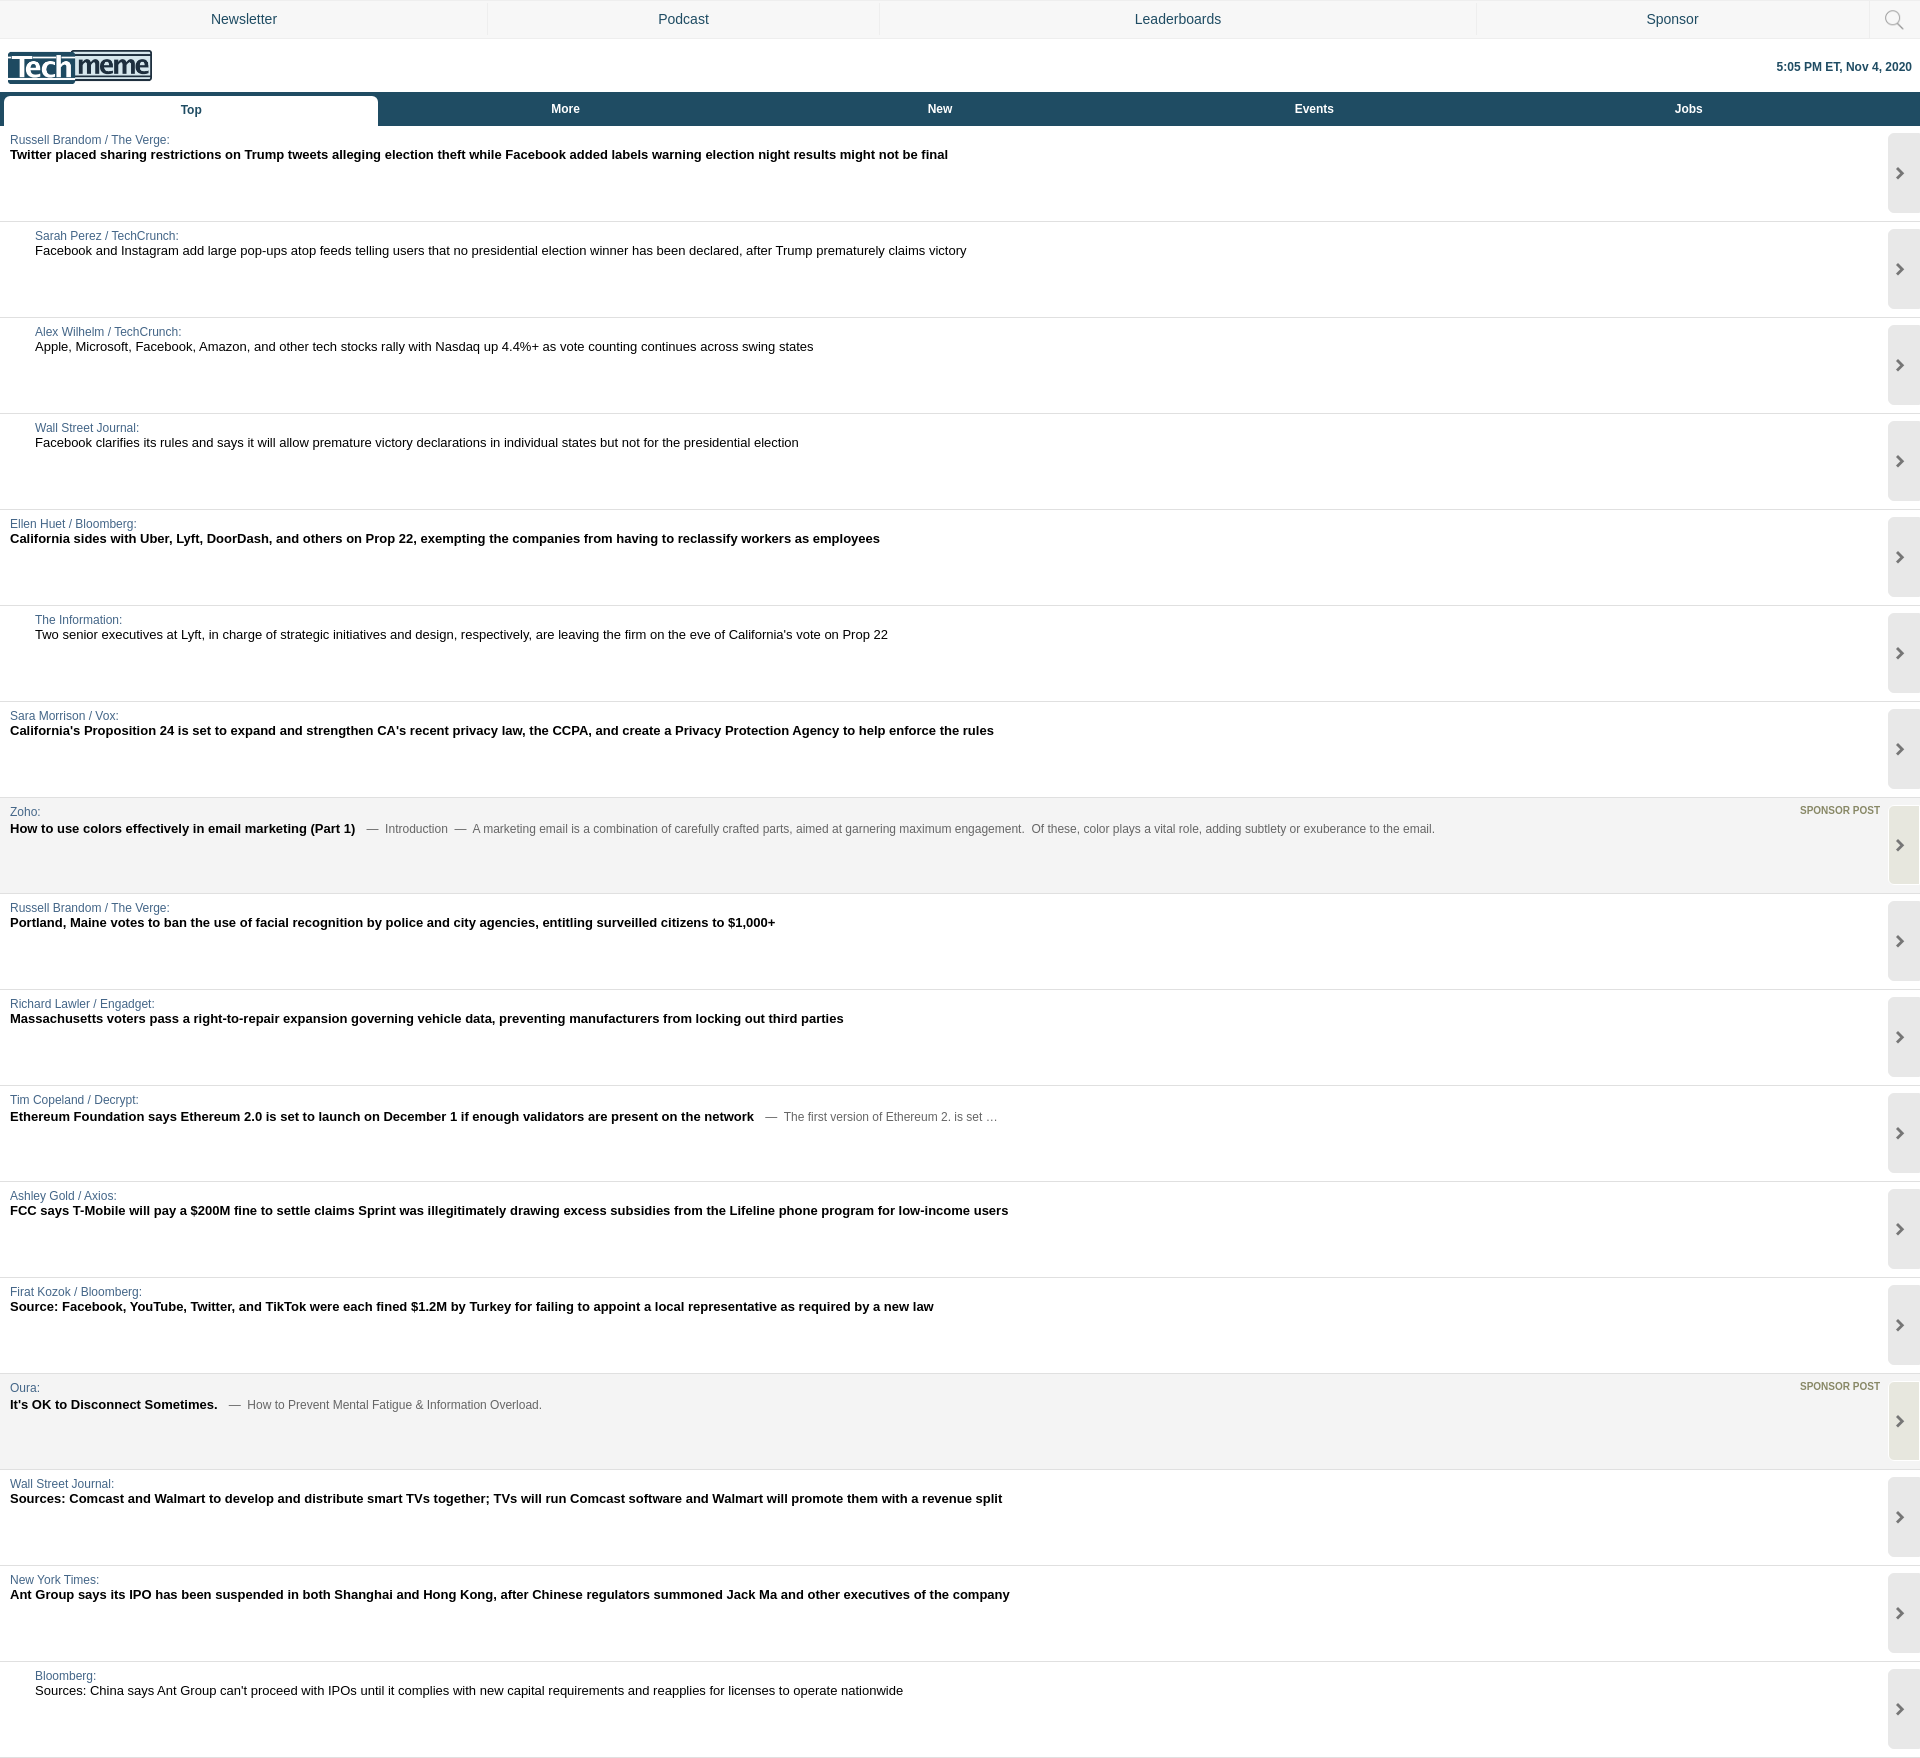 Newsletter
Podcast
Leaderboards
Sponsor
Techmeme
5:05 PM ET, Nov 4, 2020
Top
More
New
Events
Jobs
Russell Brandom / The Verge:
Twitter placed sharing restrictions on Trump tweets alleging election theft while Facebook added labels warning election night results might not be final
Sarah Perez / TechCrunch:
Facebook and Instagram add large pop-ups atop feeds telling users that no presidential election winner has been declared, after Trump prematurely claims victory
Alex Wilhelm / TechCrunch:
Apple, Microsoft, Facebook, Amazon, and other tech stocks rally with Nasdaq up 4.4%+ as vote counting continues across swing states
Wall Street Journal:
Facebook clarifies its rules and says it will allow premature victory declarations in individual states but not for the presidential election
Ellen Huet / Bloomberg:
California sides with Uber, Lyft, DoorDash, and others on Prop 22, exempting the companies from having to reclassify workers as employees
The Information:
Two senior executives at Lyft, in charge of strategic initiatives and design, respectively, are leaving the firm on the eve of California's vote on Prop 22
Sara Morrison / Vox:
California's Proposition 24 is set to expand and strengthen CA's recent privacy law, the CCPA, and create a Privacy Protection Agency to help enforce the rules
Zoho:
SPONSOR POST
How to use colors effectively in email marketing (Part 1) — Introduction — A marketing email is a combination of carefully crafted parts, aimed at garnering maximum engagement. Of these, color plays a vital role, adding subtlety or exuberance to the email.
Russell Brandom / The Verge:
Portland, Maine votes to ban the use of facial recognition by police and city agencies, entitling surveilled citizens to $1,000+
Richard Lawler / Engadget:
Massachusetts voters pass a right-to-repair expansion governing vehicle data, preventing manufacturers from locking out third parties
Tim Copeland / Decrypt:
Ethereum Foundation says Ethereum 2.0 is set to launch on December 1 if enough validators are present on the network — The first version of Ethereum 2. is set …
Ashley Gold / Axios:
FCC says T-Mobile will pay a $200M fine to settle claims Sprint was illegitimately drawing excess subsidies from the Lifeline phone program for low-income users
Firat Kozok / Bloomberg:
Source: Facebook, YouTube, Twitter, and TikTok were each fined $1.2M by Turkey for failing to appoint a local representative as required by a new law
Oura:
SPONSOR POST
It's OK to Disconnect Sometimes. — How to Prevent Mental Fatigue & Information Overload.
Wall Street Journal:
Sources: Comcast and Walmart to develop and distribute smart TVs together; TVs will run Comcast software and Walmart will promote them with a revenue split
New York Times:
Ant Group says its IPO has been suspended in both Shanghai and Hong Kong, after Chinese regulators summoned Jack Ma and other executives of the company
Bloomberg:
Sources: China says Ant Group can't proceed with IPOs until it complies with new capital requirements and reapplies for licenses to operate nationwide